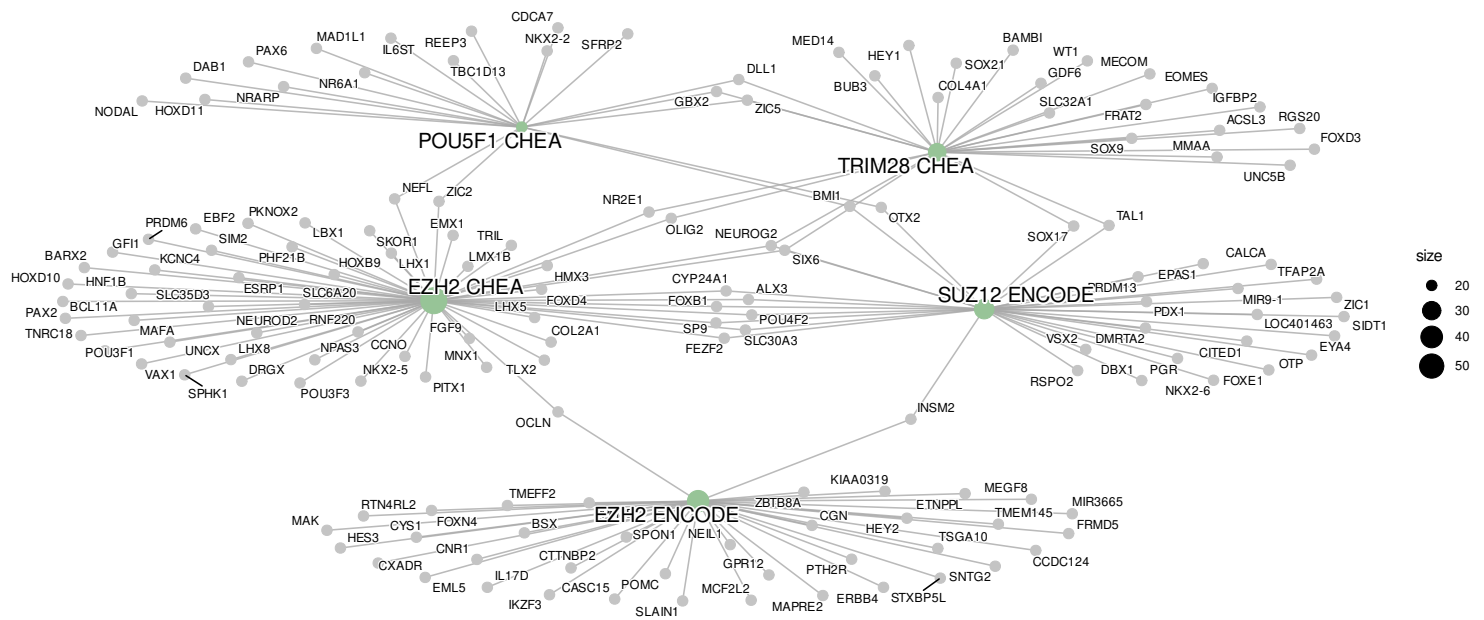 CDCA7
MAD1L1
IL6ST
REEP3
NKX2-2
SFRP2
PAX6
TBC1D13
DAB1
NR6A1
NRARP
NODAL
HOXD11
POU5F1 CHEA
DLL1
GBX2
ZIC5
MED14
HEY1
BAMBI
WT1
SOX21
MECOM
BUB3
COL4A1
GDF6
EOMES
SLC32A1
IGFBP2
FRAT2
ACSL3
RGS20
FOXD3
SOX9
MMAA
UNC5B
TRIM28 CHEA
NEFL
ZIC2
NR2E1
OLIG2
BMI1
OTX2
NEUROG2
SIX6
SOX17
TAL1
PRDM6
EBF2
PKNOX2
LBX1
EMX1
TRIL
GFI1
SIM2
SKOR1
BARX2
KCNC4
PHF21B
HOXB9
LHX1
LMX1B
HMX3
HOXD10
HNF1B
SLC35D3
ESRP1
SLC6A20
EZH2 CHEA
LHX5
FOXD4
PAX2
BCL11A
NEUROD2
RNF220
FGF9
COL2A1
TNRC18
MAFA
POU3F1
UNCX
LHX8
NPAS3
CCNO
MNX1
TLX2
VAX1
SPHK1
DRGX
POU3F3
NKX2-5
PITX1
CYP24A1
ALX3
FOXB1
POU4F2
SP9
SLC30A3
FEZF2
SUZ12 ENCODE
CALCA
EPAS1
TFAP2A
PRDM13
MIR9-1
ZIC1
PDX1
LOC401463
SIDT1
VSX2
DMRTA2
CITED1
EYA4
RSPO2
DBX1
PGR
OTP
NKX2-6
FOXE1
size
20
30
40
50
OCLN
INSM2
EZH2 ENCODE
RTN4RL2
TMEFF2
MAK
CYS1
FOXN4
BSX
HES3
CNR1
SPON1
NEIL1
CXADR
CTTNBP2
EML5
IL17D
CASC15
POMC
GPR12
IKZF3
SLAIN1
MCF2L2
MAPRE2
ZBTB8A
KIAA0319
MEGF8
ETNPPL
MIR3665
CGN
TMEM145
HEY2
FRMD5
TSGA10
CCDC124
PTH2R
SNTG2
ERBB4
STXBP5L